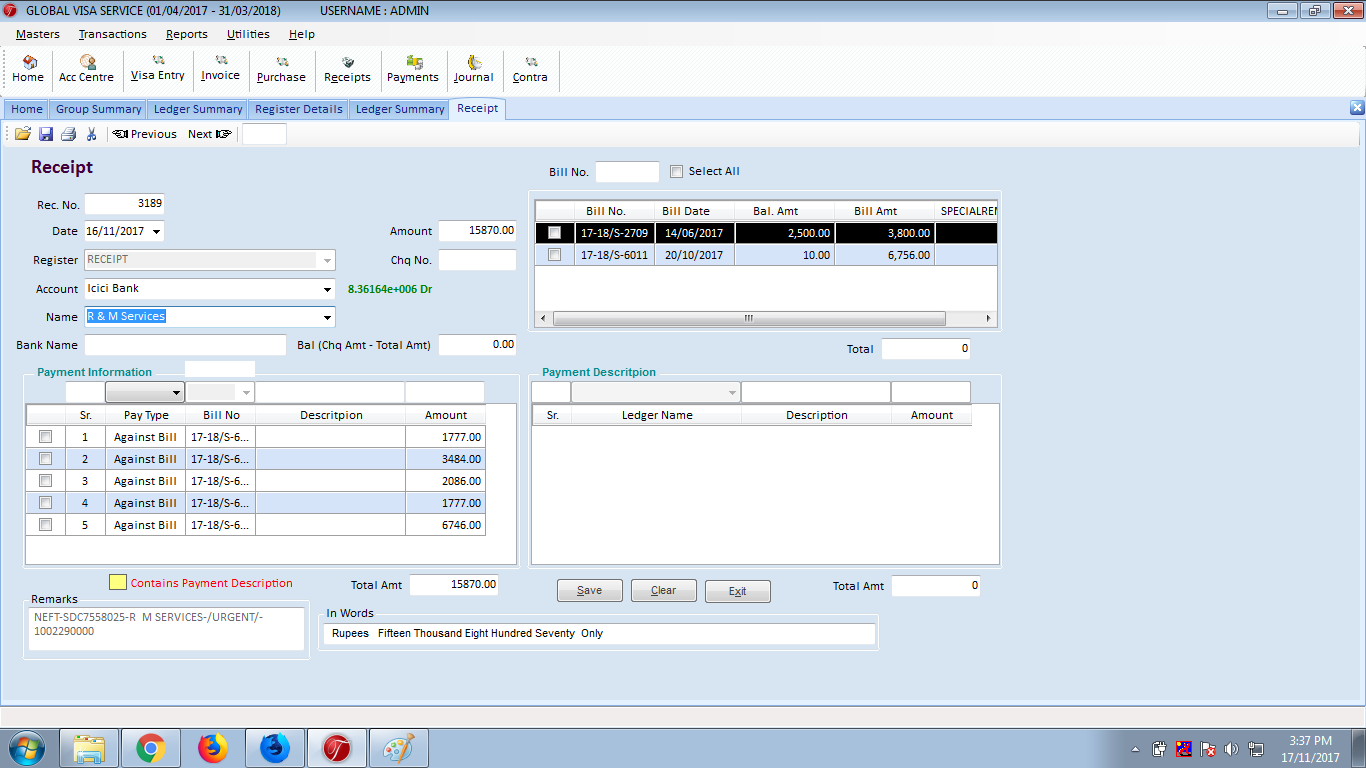 GLOBAL VISA SERVICE (01/04/2017 - 31/03/2018) USERNAME : ADMIN
Masters Transactions Reports Utilities Help
Home Acc Centre Visa Entry Invoice Purchase Receipts Payments Journal Contra
Home Group Summary Ledger Summary Register Details Ledger Summary Receipt
Previous Next
Receipt
Bill No. Select All
Rec. No. 3189
Date 16/11/2017 Amount 15870.00
Register RECEIPT Chq No.
Account Icici Bank 8.36164e+006 Dr
Name R & M Services
Bank Name Bal (Chq Amt - Total Amt) 0.00
Bill No. Bill Date Bal. Amt Bill Amt SPECIALREM
17-18/S-2709 14/06/2017 2,500.00 3,800.00
17-18/S-6011 20/10/2017 10.00 6,756.00
Total 0
Payment Information
Sr. Pay Type Bill No Descritpion Amount
1 Against Bill 17-18/S-6... 1777.00
2 Against Bill 17-18/S-6... 3484.00
3 Against Bill 17-18/S-6... 2086.00
4 Against Bill 17-18/S-6... 1777.00
5 Against Bill 17-18/S-6... 6746.00
Payment Descritpion
Sr. Ledger Name Description Amount
Contains Payment Description Total Amt 15870.00
Save Clear Exit Total Amt 0
Remarks
NEFT-SDC7558025-R M SERVICES-/URGENT/-
1002290000
In Words
Rupees Fifteen Thousand Eight Hundred Seventy Only
3:37 PM
17/11/2017